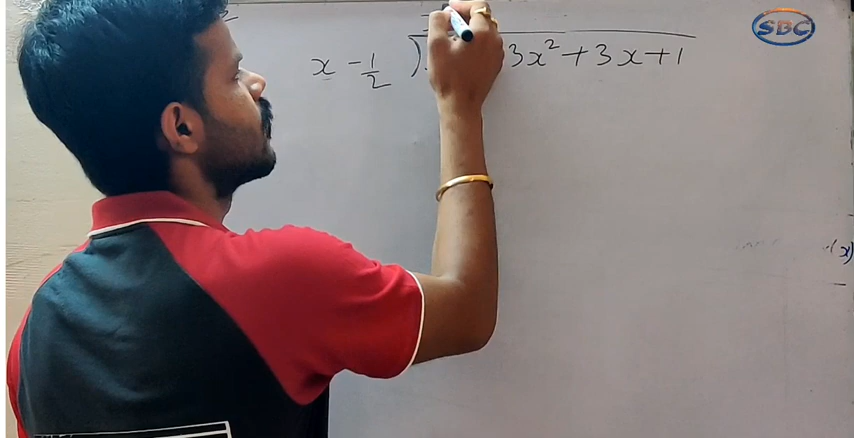 SBC
x - 1/2 ) 3x² + 3x + 1
(x)